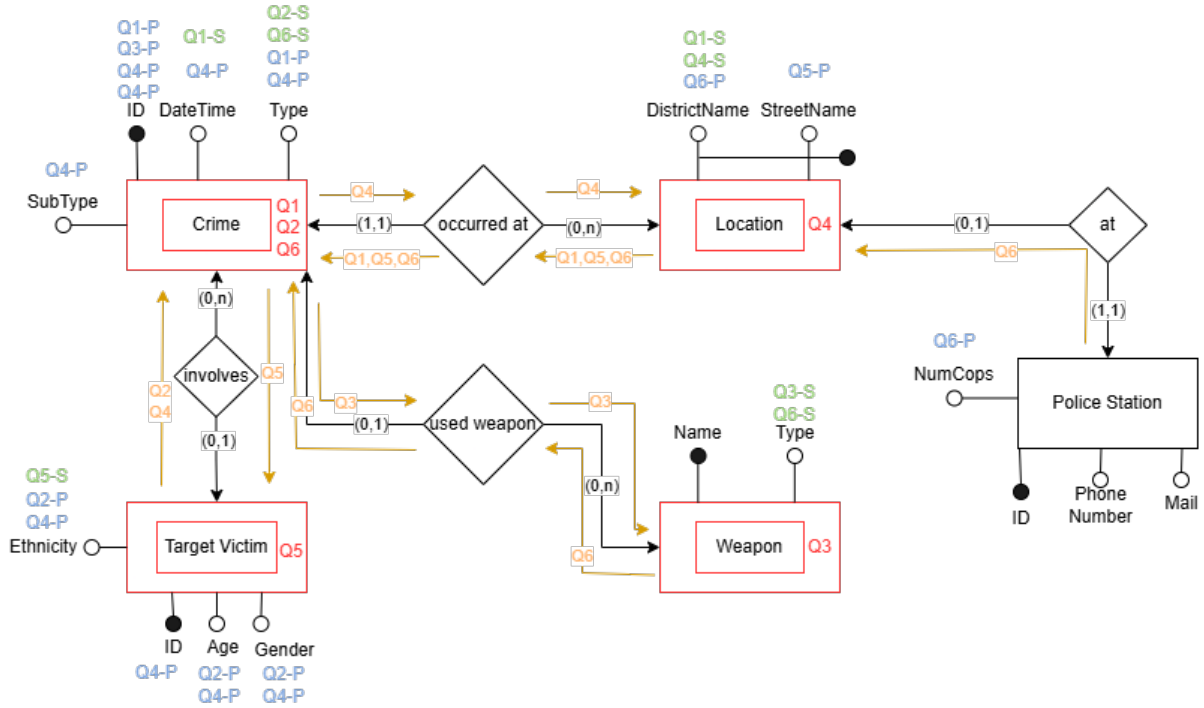 Q1-P
Q3-P
Q4-P
Q4-P
ID
Q1-S
Q4-P
DateTime
Q2-S
Q6-S
Q1-P
Q4-P
Type
Q4-P
SubType
Crime
Q1
Q2
Q6
Q1-S
Q4-S
Q6-P
DistrictName
Q5-P
StreetName
Q4
(1,1)
Q1,Q5,Q6
occurred at
Q4
(0,n)
Q1,Q5,Q6
Location
Q4
(0,1)
at
Q6
(1,1)
Q6-P
NumCops
Police Station
ID
Phone
Number
Mail
(0,n)
involves
(0,1)
Q2
Q4
Q5
Q6
Q3
(0,1)
used weapon
Q3
(0,n)
Q6
Name
Q3-S
Q6-S
Type
Weapon
Q3
Q5-S
Q2-P
Q4-P
Ethnicity
Target Victim
Q5
ID
Q4-P
Age
Q2-P
Q4-P
Gender
Q2-P
Q4-P